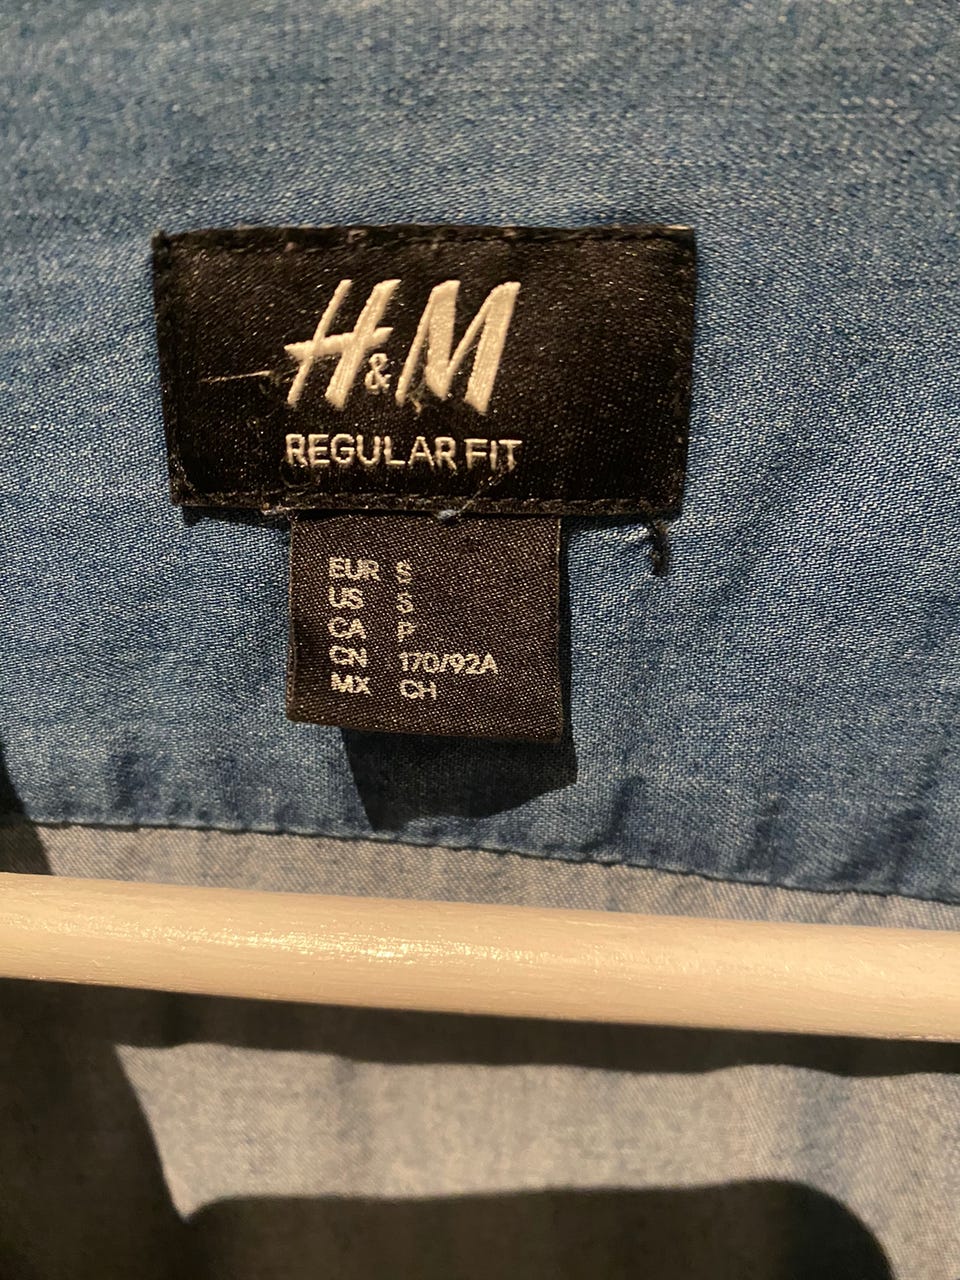 H&M
REGULAR FIT
EUR S
US S
CA P
CN 170/92A
MX CH